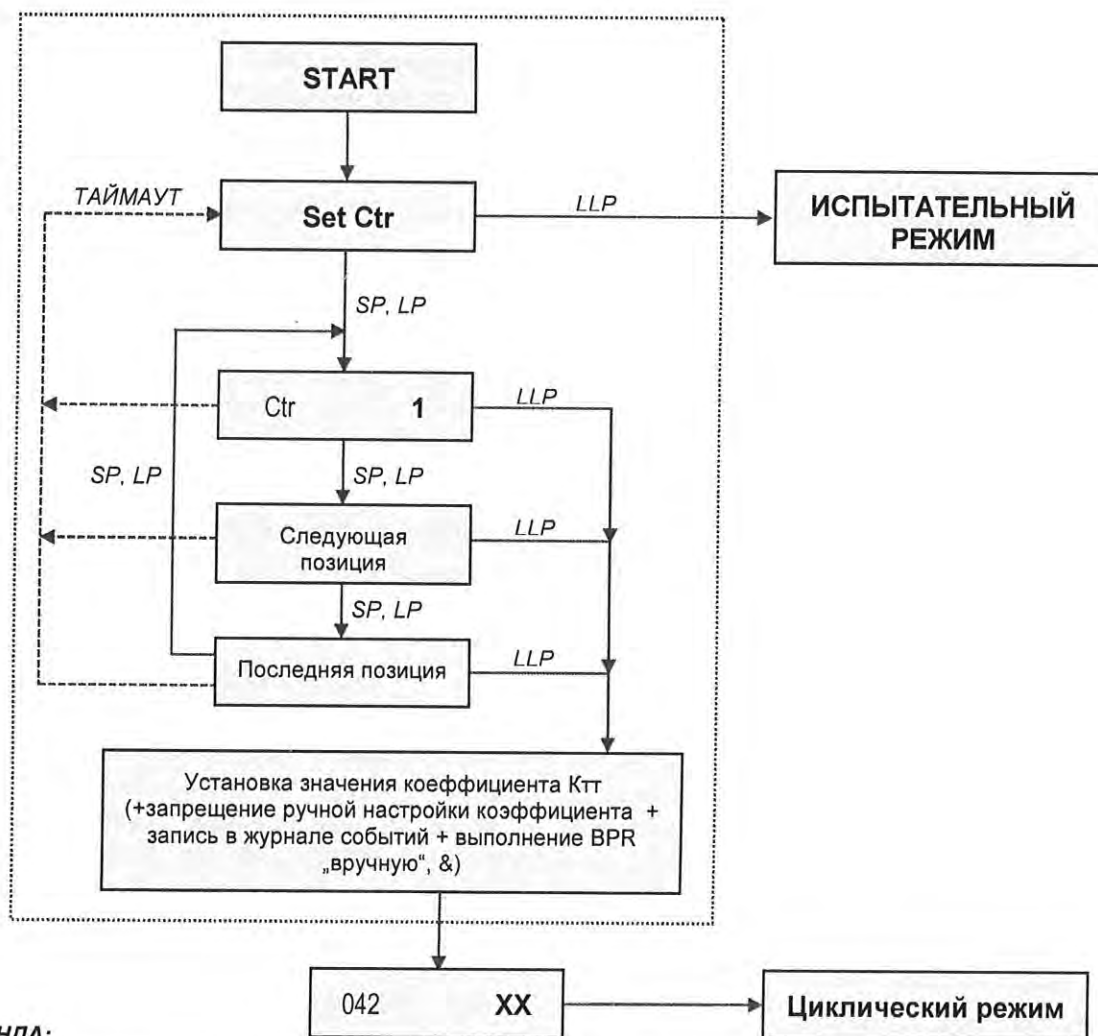 START
ТАЙМАУТ
Set Ctr
LLP
ИСПЫТАТЕЛЬНЫЙ
РЕЖИМ
SP, LP
Ctr 1
LLP
SP, LP
SP, LP
Следующая
позиция
LLP
SP, LP
Последняя позиция
LLP
Установка значения коеффициента Ктт
(+запрещение ручной настройки коэффициента +
запись в журнале событий + выполнение BPR
„вручную“, &)
042 XX
Циклический режим